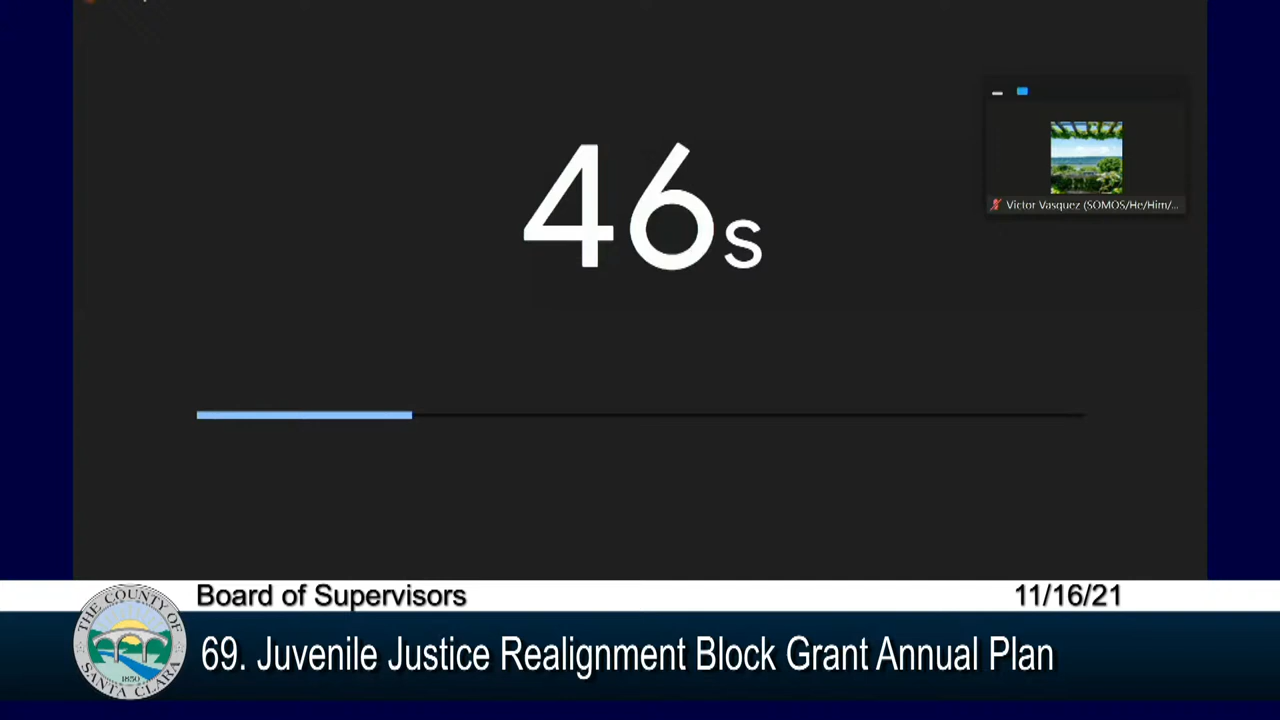 46s
Victor Vasquez (SOMOS/He/Him/...
Board of Supervisors
11/16/21
THE COUNTY OF
SANTA CLARA
1850
69. Juvenile Justice Realignment Block Grant Annual Plan